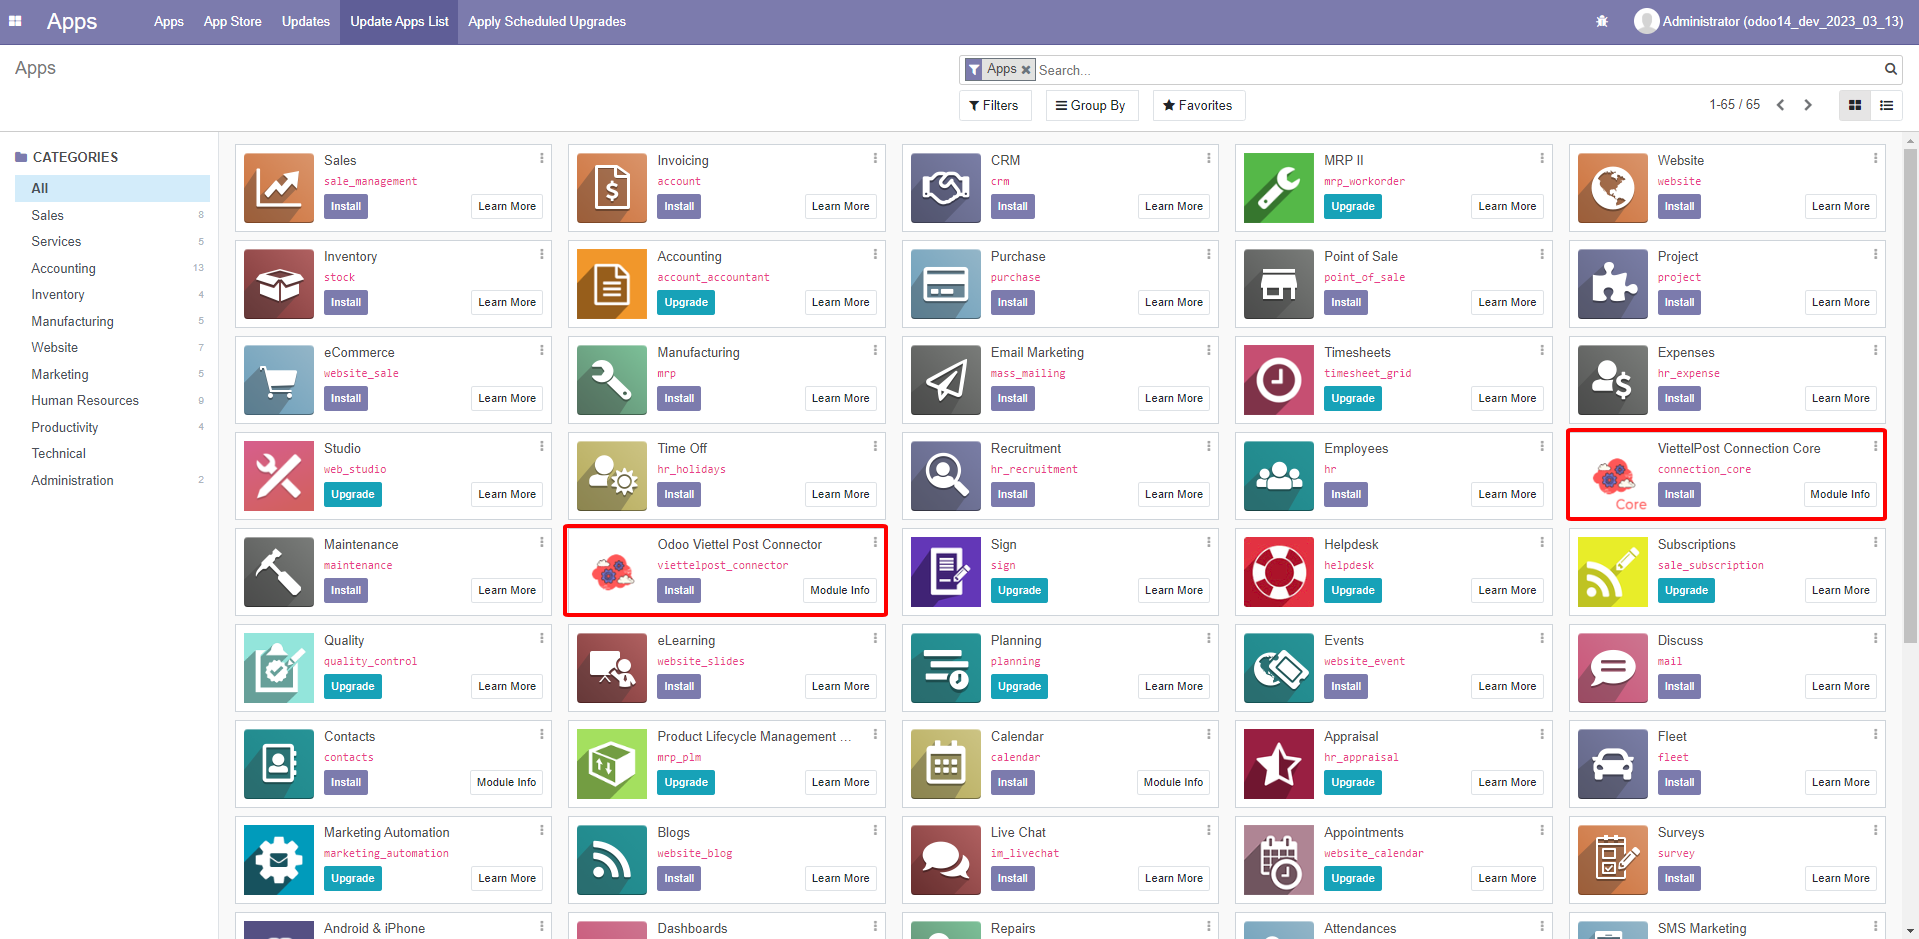 Apps
Apps
App Store
Updates
Update Apps List
Apply Scheduled Upgrades
Administrator (odoo14_dev_2023_03_13)
Apps
Apps
Search...
Filters
Group By
Favorites
1-65 / 65
CATEGORIES
All
Sales 8
Services 5
Accounting 13
Inventory 4
Manufacturing 5
Website 7
Marketing 5
Human Resources 9
Productivity 4
Technical
Administration 2
Sales
sale_management
Install Learn More
Invoicing
account
Install Learn More
CRM
crm
Install Learn More
MRP II
mrp_workorder
Upgrade Learn More
Website
website
Install Learn More
Inventory
stock
Install Learn More
Accounting
account_accountant
Upgrade Learn More
Purchase
purchase
Install Learn More
Point of Sale
point_of_sale
Install Learn More
Project
project
Install Learn More
eCommerce
website_sale
Install Learn More
Manufacturing
mrp
Install Learn More
Email Marketing
mass_mailing
Install Learn More
Timesheets
timesheet_grid
Upgrade Learn More
Expenses
hr_expense
Install Learn More
Studio
web_studio
Upgrade Learn More
Time Off
hr_holidays
Install Learn More
Recruitment
hr_recruitment
Install Learn More
Employees
hr
Install Learn More
ViettelPost Connection Core
connection_core
Install Module Info
Core
Maintenance
maintenance
Install Learn More
Odoo Viettel Post Connector
viettelpost_connector
Install Module Info
Sign
sign
Upgrade Learn More
Helpdesk
helpdesk
Upgrade Learn More
Subscriptions
sale_subscription
Upgrade Learn More
Quality
quality_control
Upgrade Learn More
eLearning
website_slides
Install Learn More
Planning
planning
Upgrade Learn More
Events
website_event
Install Learn More
Discuss
mail
Install Learn More
Contacts
contacts
Install Module Info
Product Lifecycle Management ...
mrp_plm
Upgrade Learn More
Calendar
calendar
Install Module Info
Appraisal
hr_appraisal
Upgrade Learn More
Fleet
fleet
Install Learn More
Marketing Automation
marketing_automation
Upgrade Learn More
Blogs
website_blog
Install Learn More
Live Chat
im_livechat
Install Learn More
Appointments
website_calendar
Upgrade Learn More
Surveys
survey
Install Learn More
Android & iPhone
Dashboards
Repairs
Attendances
SMS Marketing